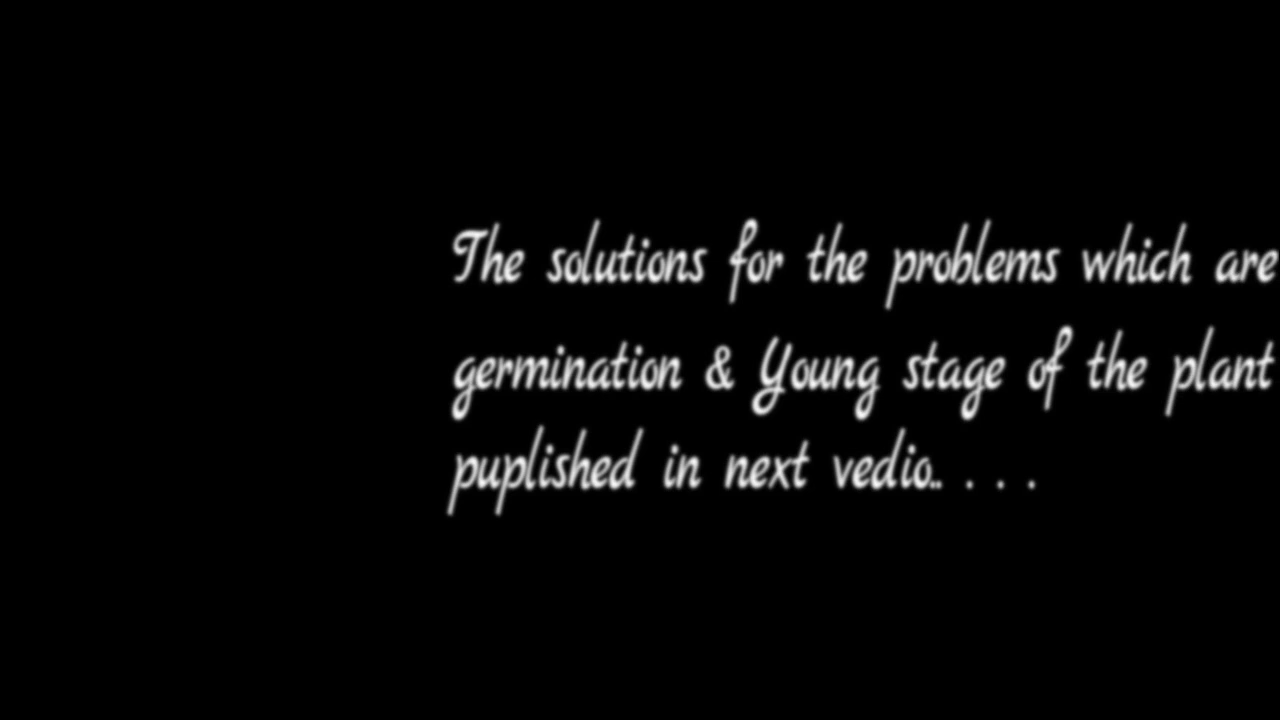 The solutions for the problems which are
germination & Young stage of the plant
puplished in next vedio.. . . .